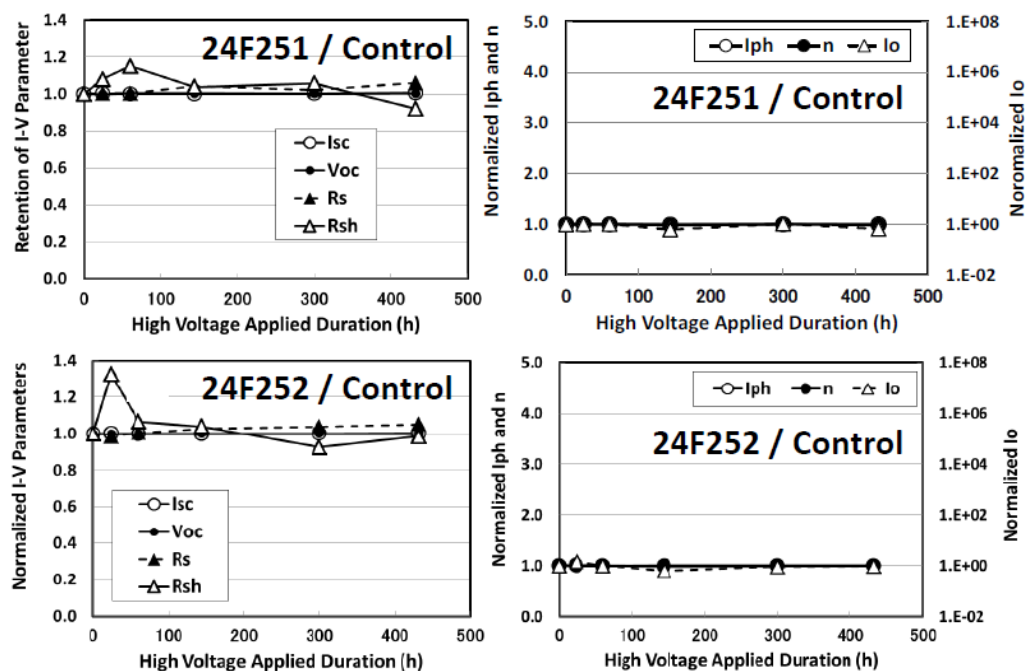 24F251 / Control
Retention of I-V Parameter
1.4
1.2
1.0
0.8
0.6
0.4
0.2
0.0
Isc
Voc
Rs
Rsh
0 100 200 300 400 500
High Voltage Applied Duration (h)
24F251 / Control
Normalized Iph and n
5.0
4.0
3.0
2.0
1.0
0.0
Iph n Io
1.E+08
1.E+06
1.E+04
1.E+02
1.E+00
1.E-02
Noromalized Io
0 100 200 300 400 500
High Voltage Applied Duration (h)
24F252 / Control
Normalized I-V Parameters
1.4
1.2
1.0
0.8
0.6
0.4
0.2
0.0
Isc
Voc
Rs
Rsh
0 100 200 300 400 500
High Voltage Applied Duration (h)
24F252 / Control
Normalized Iph and n
5.0
4.0
3.0
2.0
1.0
0.0
Iph n Io
1.E+08
1.E+06
1.E+04
1.E+02
1.E+00
1.E-02
Normalized Io
0 100 200 300 400 500
High Voltage Applied Duration (h)